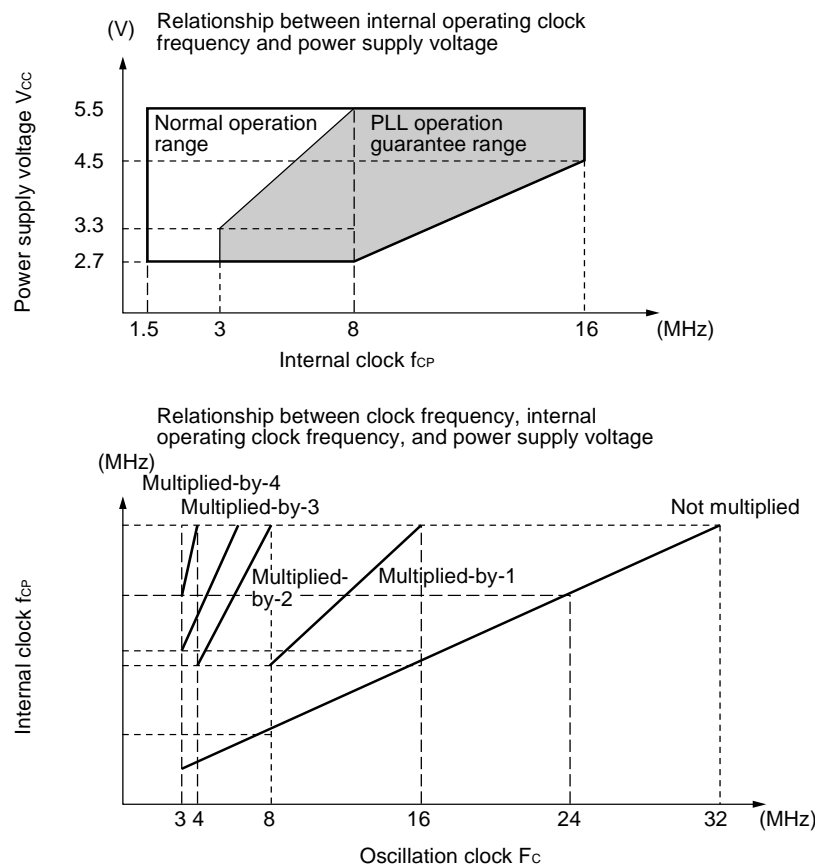 Relationship between internal operating clock
frequency and power supply voltage
(V)
Power supply voltage VCC
5.5
4.5
3.3
2.7
Normal operation
range
PLL operation
guarantee range
1.5
3
8
16
(MHz)
Internal clock fCP
Relationship between clock frequency, internal
operating clock frequency, and power supply voltage
(MHz)
Multiplied-by-4
Multiplied-by-3
Not multiplied
Multiplied-
by-2
Multiplied-by-1
Internal clock fCP
3
4
8
16
24
32
(MHz)
Oscillation clock FC